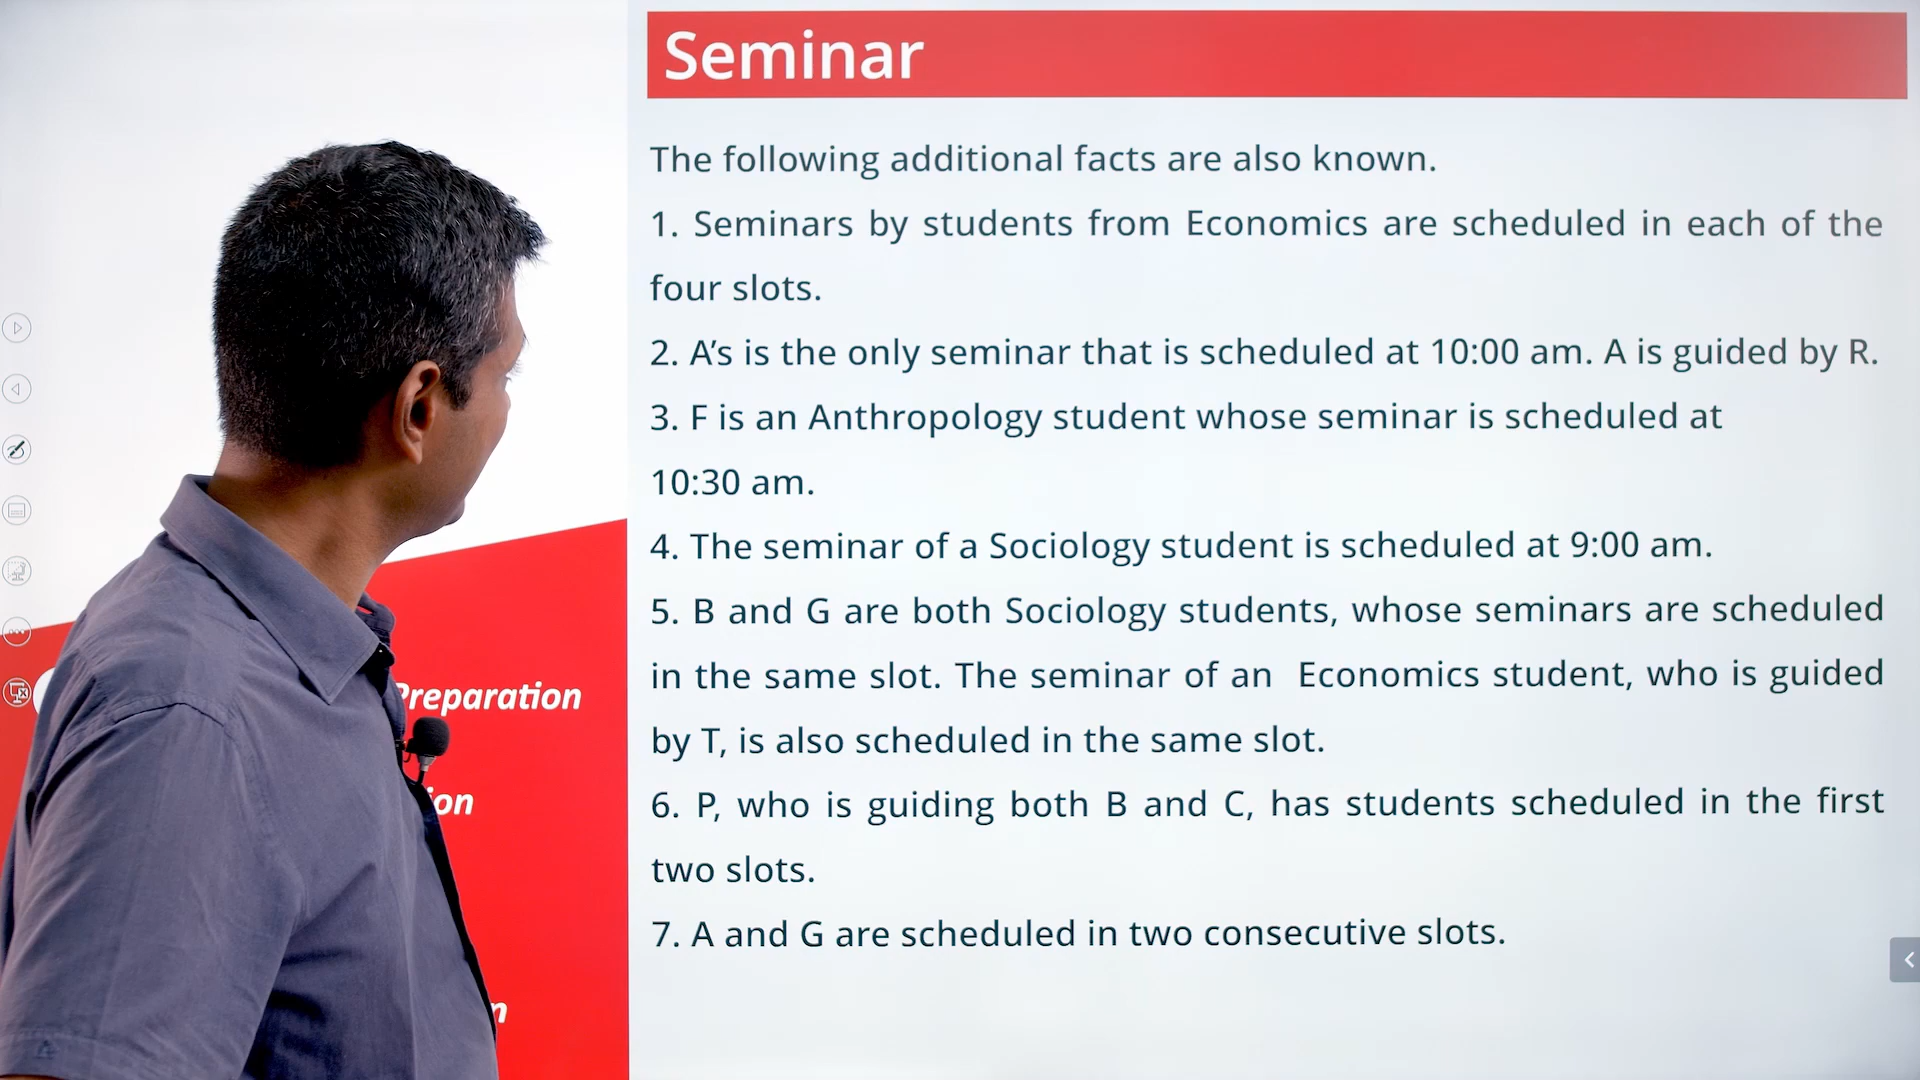 Seminar
The following additional facts are also known.
1. Seminars by students from Economics are scheduled in each of the
four slots.
2. A’s is the only seminar that is scheduled at 10:00 am. A is guided by R.
3. F is an Anthropology student whose seminar is scheduled at
10:30 am.
4. The seminar of a Sociology student is scheduled at 9:00 am.
5. B and G are both Sociology students, whose seminars are scheduled
in the same slot. The seminar of an Economics student, who is guided
by T, is also scheduled in the same slot.
6. P, who is guiding both B and C, has students scheduled in the first
two slots.
7. A and G are scheduled in two consecutive slots.
Preparation